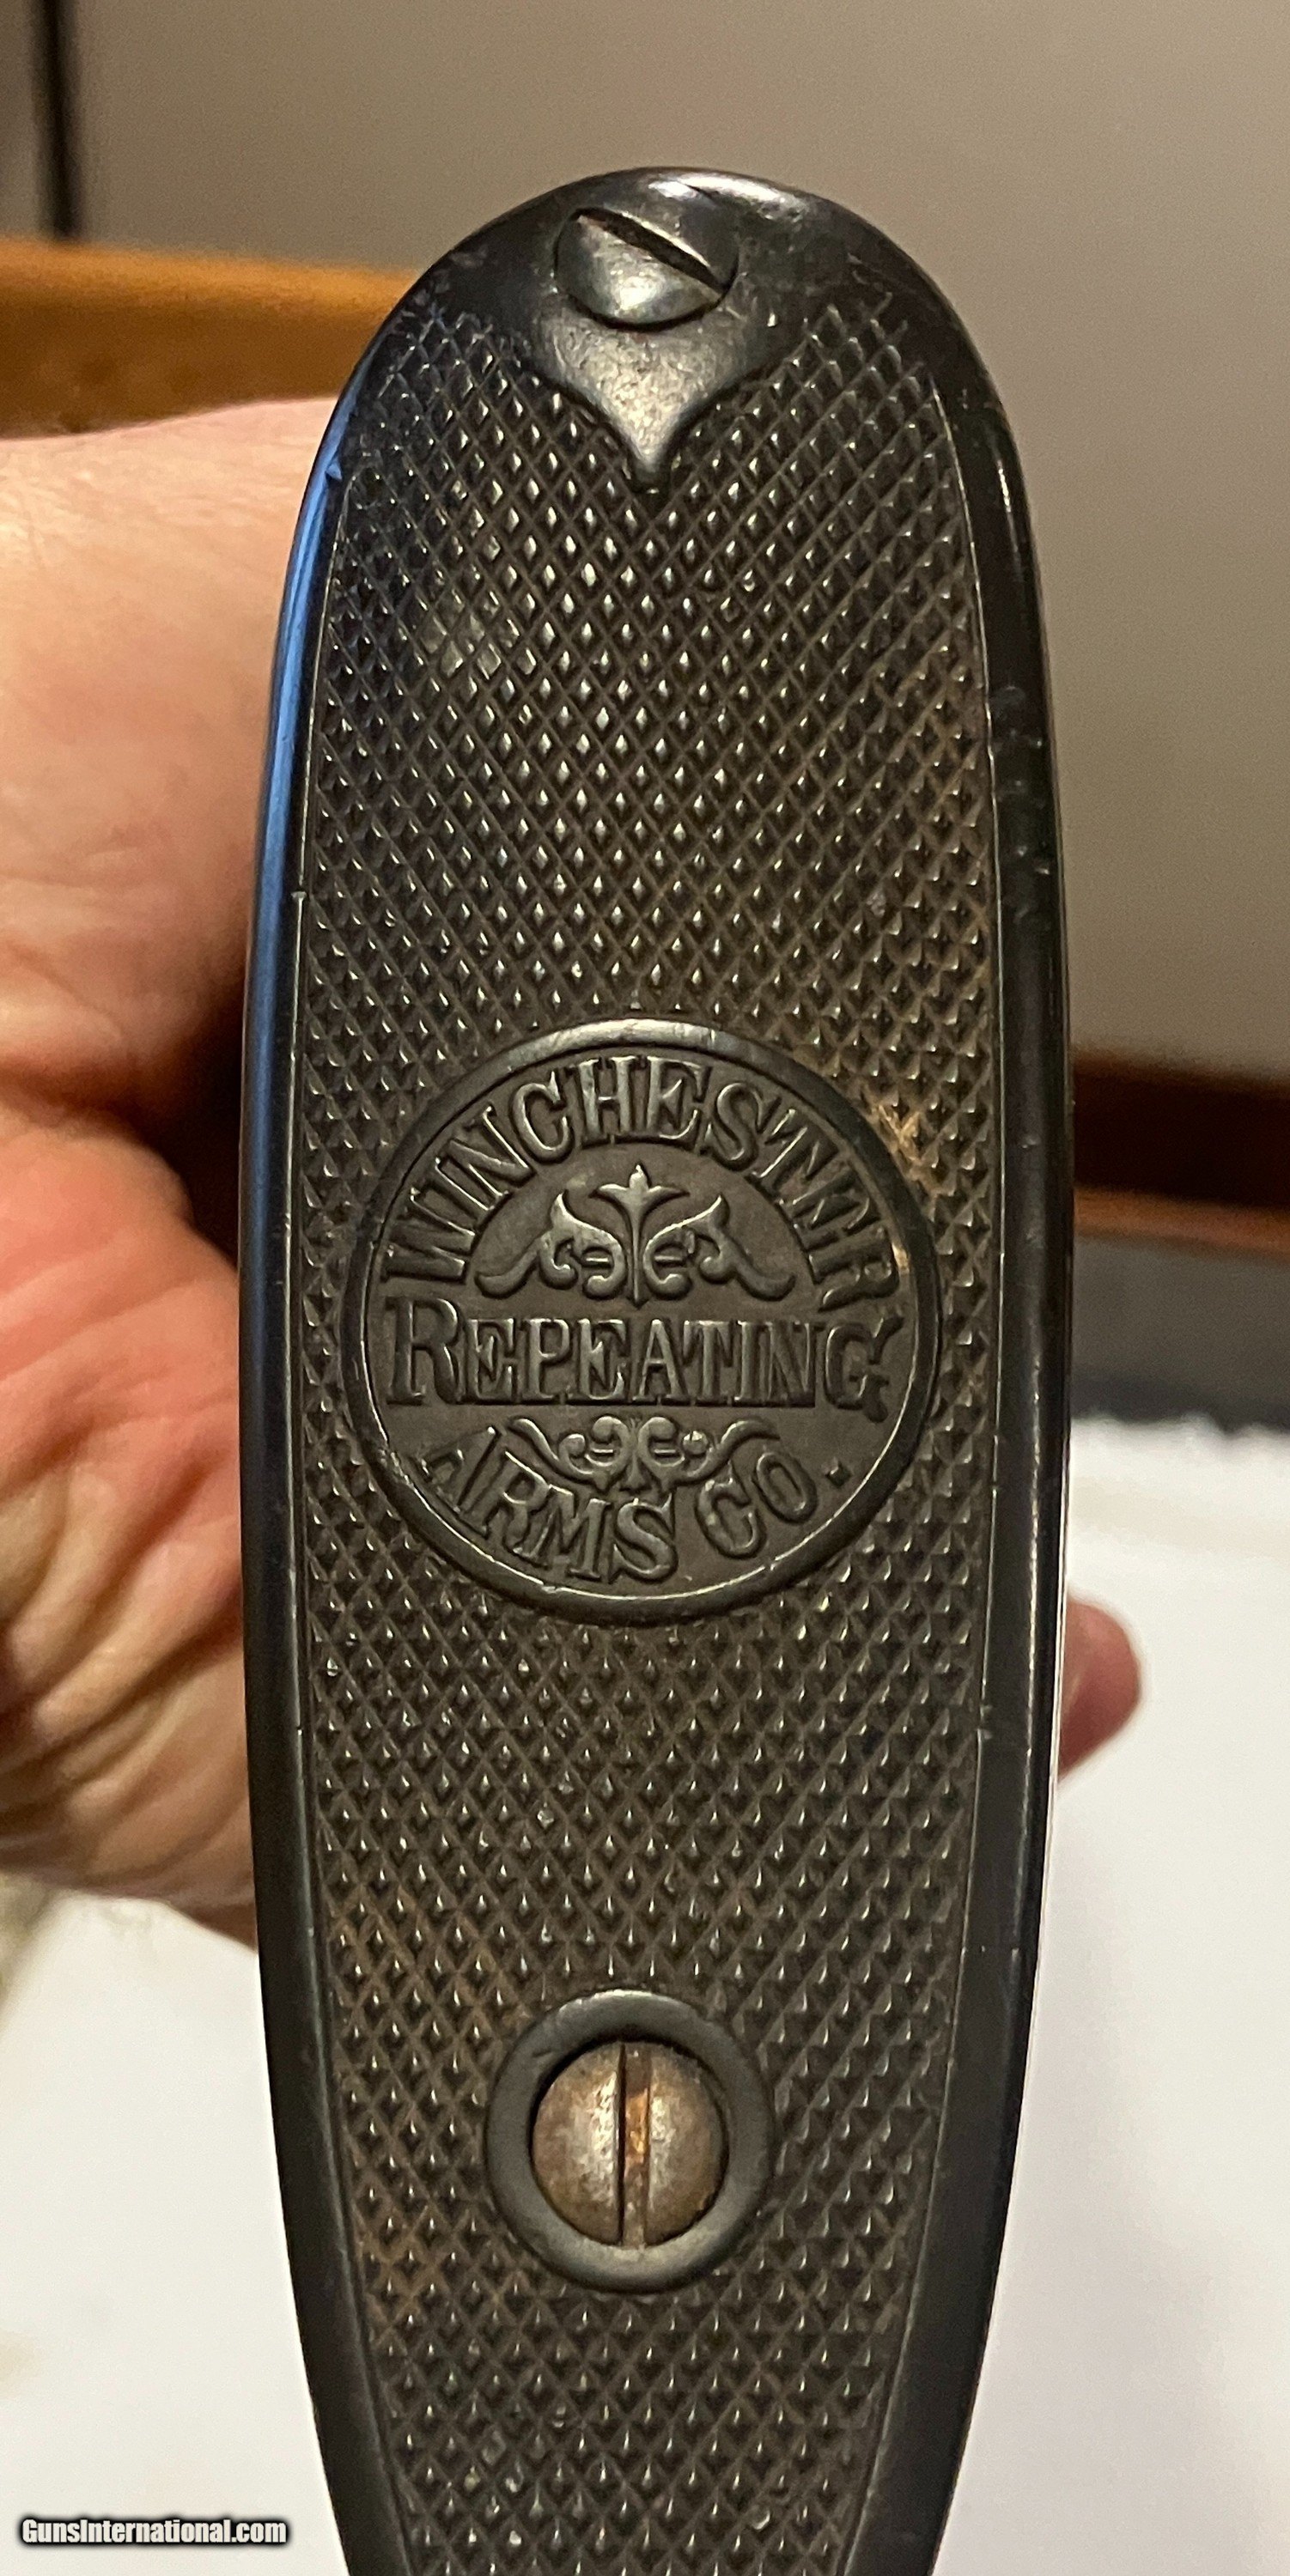 WINCHESTER
REPEATING
ARMS CO.
GunsInternational.com